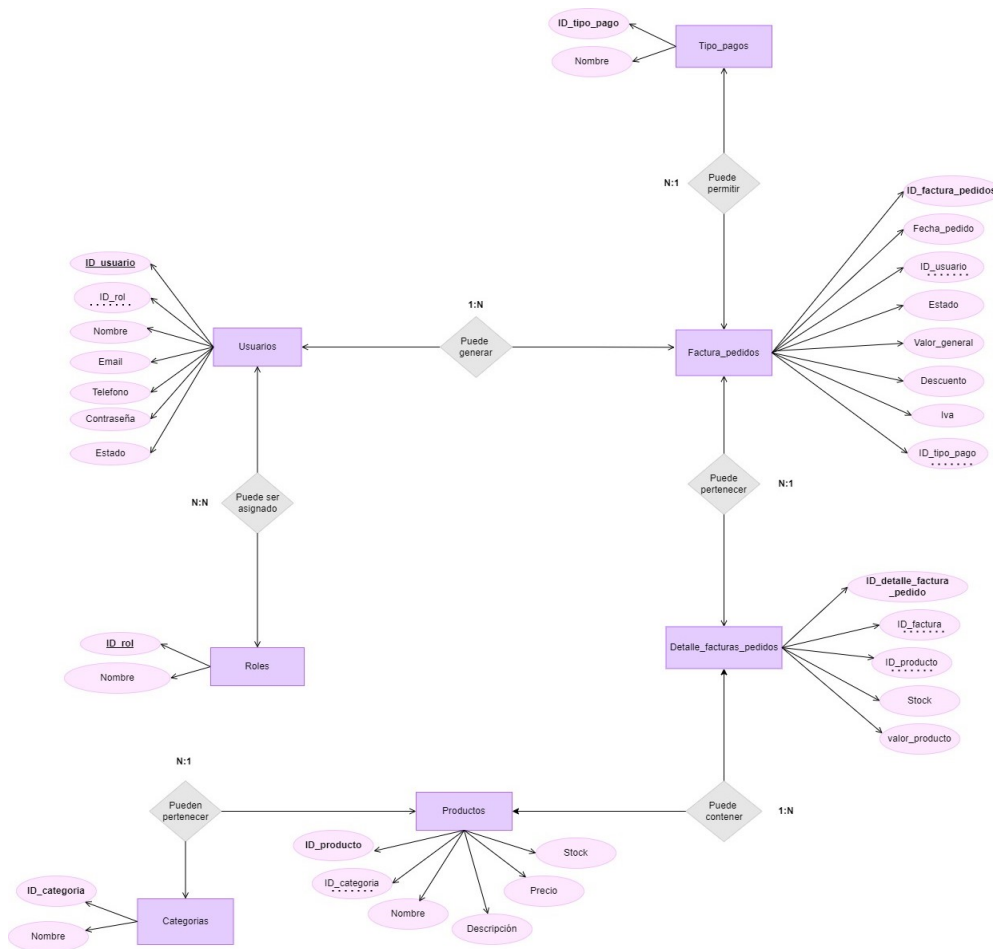 ID_tipo_pago
Nombre
Tipo_pagos
N:1
Puede
permitir
ID_factura_pedidos
Fecha_pedido
ID_usuario
Estado
Valor_general
Descuento
Iva
ID_tipo_pago
ID_usuario
ID_rol
Nombre
Email
Telefono
Contraseña
Estado
Usuarios
1:N
Puede
generar
Factura_pedidos
N:N
Puede ser
asignado
Puede
pertenecer
N:1
ID_rol
Nombre
Roles
Detalle_facturas_pedidos
ID_detalle_factura
_pedido
ID_factura
ID_producto
Stock
valor_producto
N:1
Pueden
pertenecer
Productos
Puede
contener
1:N
ID_producto
ID_categoria
Nombre
Descripción
Precio
Stock
ID_categoria
Nombre
Categorias